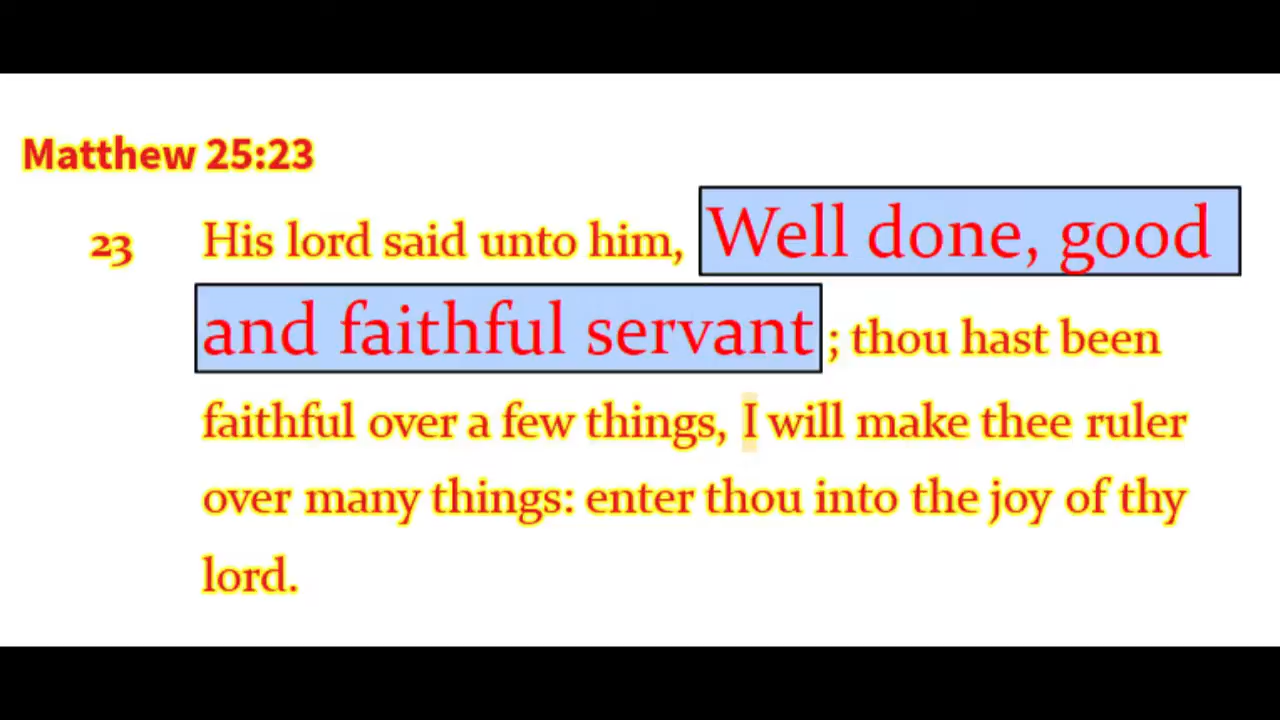 Matthew 25:23
23 His lord said unto him, Well done, good
and faithful servant; thou hast been
faithful over a few things, I will make thee ruler
over many things: enter thou into the joy of thy
lord.